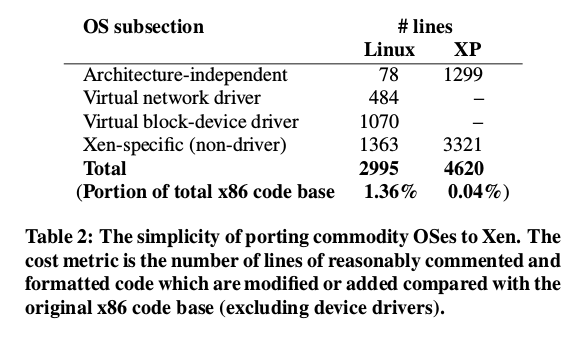 OS subsection # lines
Linux XP
Architecture-independent 78 1299
Virtual network driver 484 –
Virtual block-device driver 1070 –
Xen-specific (non-driver) 1363 3321
Total 2995 4620
(Portion of total x86 code base 1.36% 0.04%)
Table 2: The simplicity of porting commodity OSes to Xen. The
cost metric is the number of lines of reasonably commented and
formatted code which are modified or added compared with the
original x86 code base (excluding device drivers).